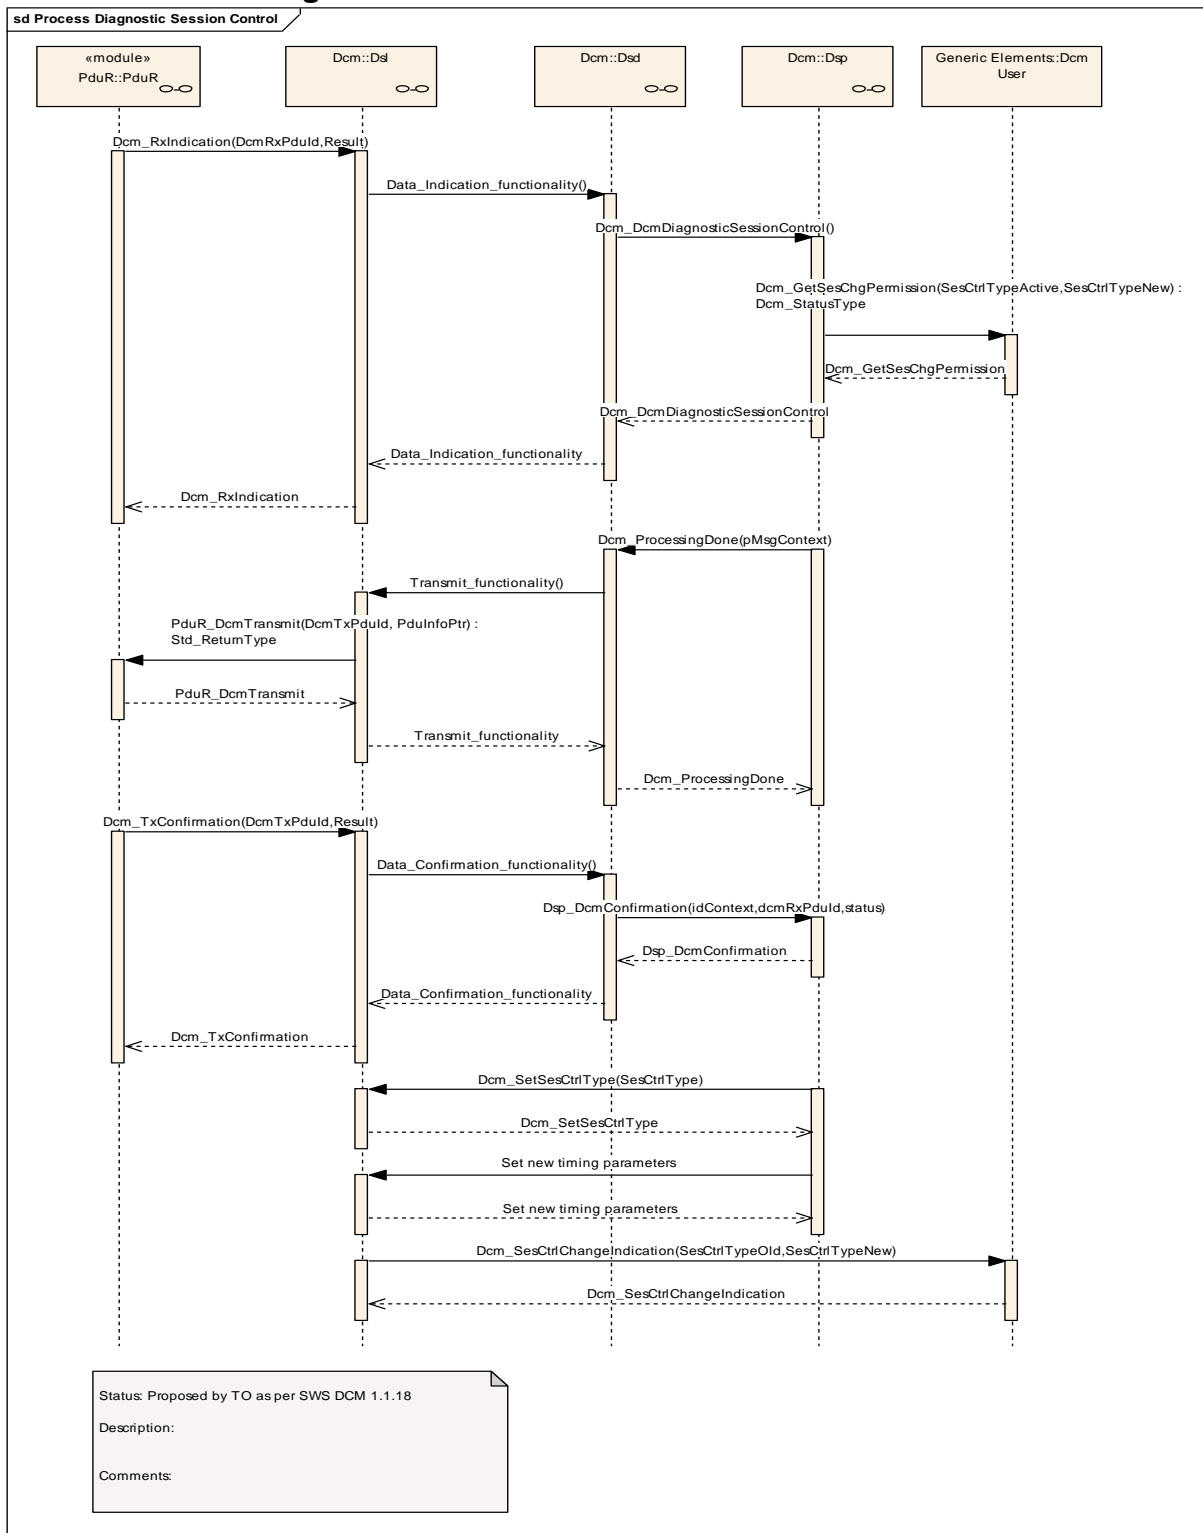 sd Process Diagnostic Session Control
«module»
PduR::PduR
Dcm::Dsl
Dcm::Dsd
Dcm::Dsp
Generic Elements::Dcm
User
Dcm_RxIndication(DcmRxPduId,Result)
Data_Indication_functionality()
Dcm_DcmDiagnosticSessionControl()
Dcm_GetSesChgPermission(SesCtrlTypeActive,SesCtrlTypeNew) :
Dcm_StatusType
Dcm_GetSesChgPermission
Dcm_DcmDiagnosticSessionControl
Data_Indication_functionality
Dcm_RxIndication
Dcm_ProcessingDone(pMsgContext)
Transmit_functionality()
PduR_DcmTransmit(DcmTxPduId, PduInfoPtr) :
Std_ReturnType
PduR_DcmTransmit
Transmit_functionality
Dcm_ProcessingDone
Dcm_TxConfirmation(DcmTxPduId,Result)
Data_Confirmation_functionality()
Dsp_DcmConfirmation(idContext,dcmRxPduId,status)
Dsp_DcmConfirmation
Data_Confirmation_functionality
Dcm_TxConfirmation
Dcm_SetSesCtrlType(SesCtrlType)
Dcm_SetSesCtrlType
Set new timing parameters
Set new timing parameters
Dcm_SesCtrlChangeIndication(SesCtrlTypeOld,SesCtrlTypeNew)
Dcm_SesCtrlChangeIndication
Status: Proposed by TO as per SWS DCM 1.1.18
Description:
Comments: